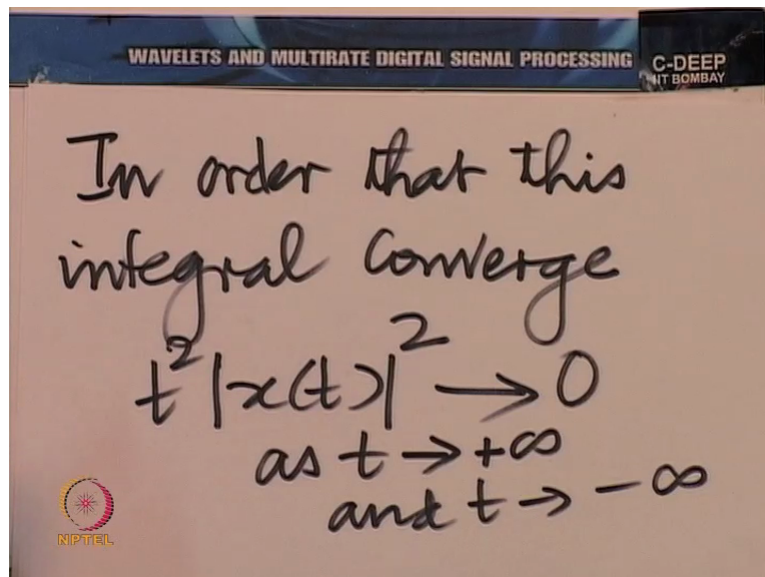 WAVELETS AND MULTIRATE DIGITAL SIGNAL PROCESSING
C-DEEP
IIT BOMBAY
In order that this
integral converge
t²|x(t)|² → 0
as t → +∞
and t → -∞
NPTEL